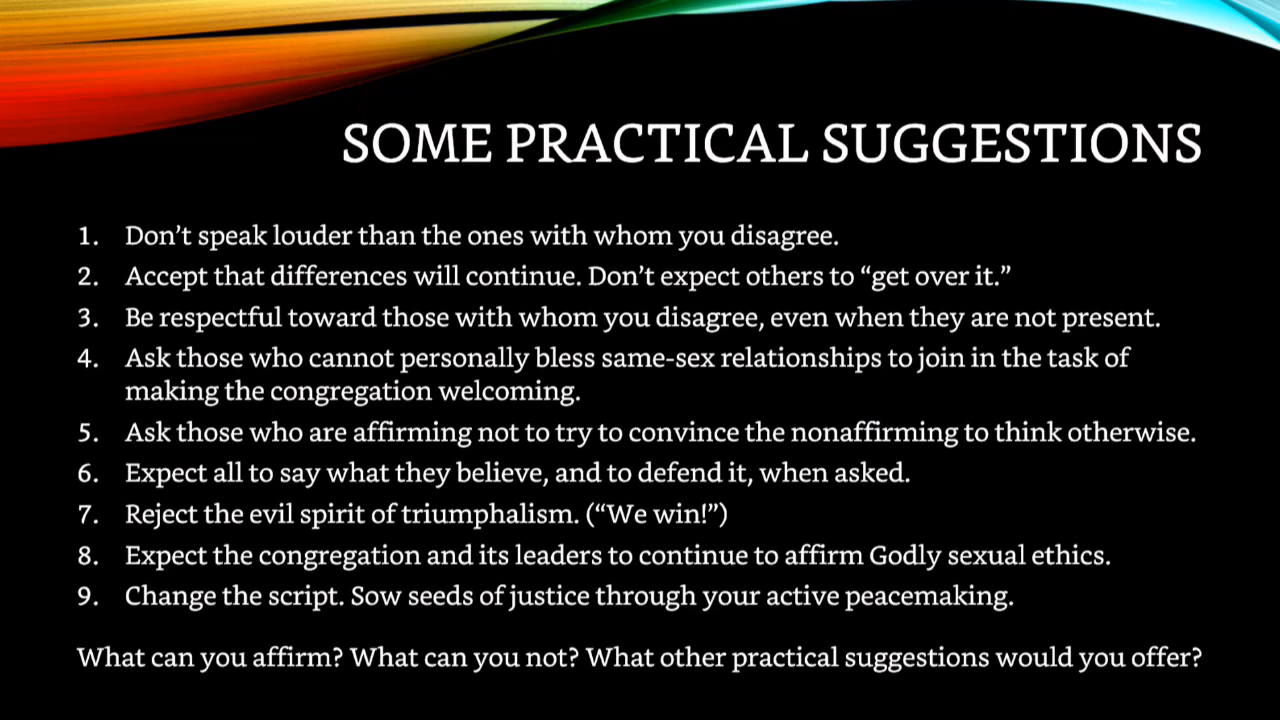 SOME PRACTICAL SUGGESTIONS
1. Don’t speak louder than the ones with whom you disagree.
2. Accept that differences will continue. Don’t expect others to “get over it.”
3. Be respectful toward those with whom you disagree, even when they are not present.
4. Ask those who cannot personally bless same-sex relationships to join in the task of
making the congregation welcoming.
5. Ask those who are affirming not to try to convince the nonaffirming to think otherwise.
6. Expect all to say what they believe, and to defend it, when asked.
7. Reject the evil spirit of triumphalism. (“We win!”)
8. Expect the congregation and its leaders to continue to affirm Godly sexual ethics.
9. Change the script. Sow seeds of justice through your active peacemaking.
What can you affirm? What can you not? What other practical suggestions would you offer?